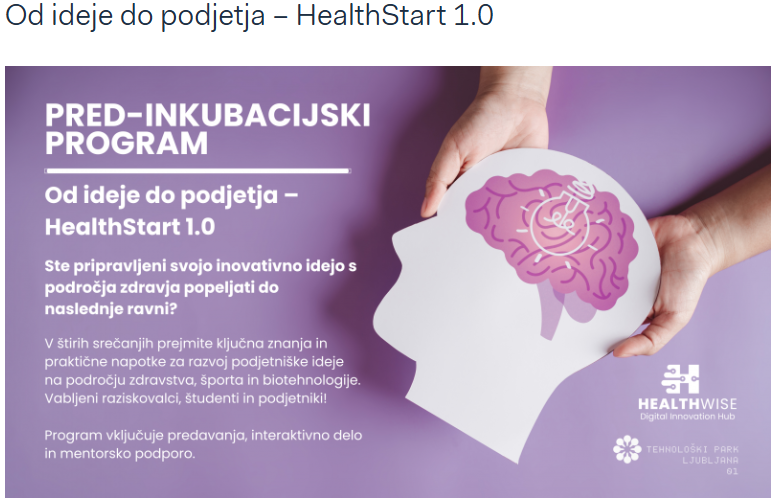 Od ideje do podjetja – HealthStart 1.0
PRED-INKUBACIJSKI
PROGRAM
Od ideje do podjetja –
HealthStart 1.0
Ste pripravljeni svojo inovativno idejo s
področja zdravja popeljati do
naslednje ravni?
V štirih srečanjih prejmite ključna znanja in
praktične napotke za razvoj podjetniške ideje
na področju zdravstva, športa in biotehnologije.
Vabljeni raziskovalci, študenti in podjetniki!
Program vključuje predavanja, interaktivno delo
in mentorsko podporo.
HEALTHWISE
Digital Innovation Hub
TEHNOLOŠKI PARK
LJUBLJANA
01